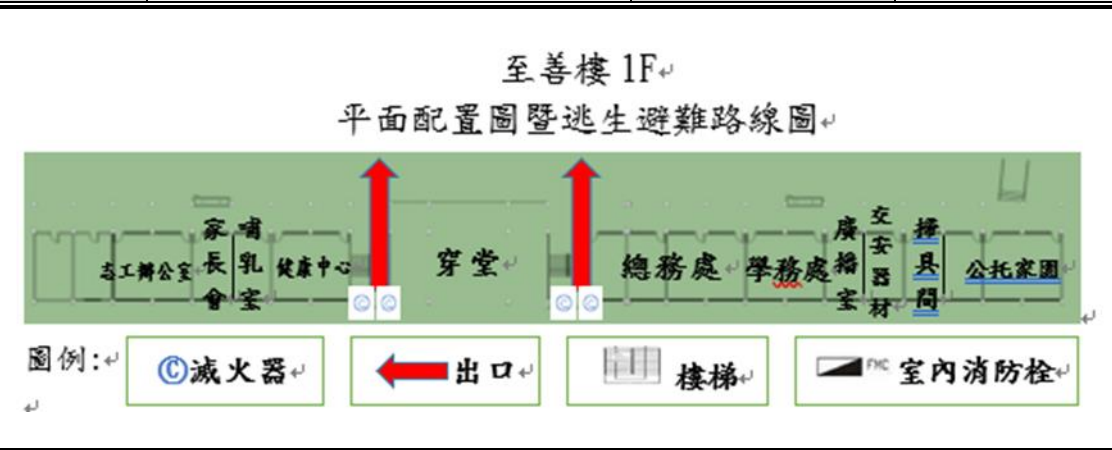 至善樓 1F
平面配置圖暨逃生避難路線圖
志工辦公室
家長會
嘯乳室
健康中心
穿堂
總務處
學務處
廣播室
交安器材
掃具間
公托家園
Ⓒ Ⓒ
Ⓒ Ⓒ
圖例:
Ⓒ滅火器
出口
樓梯
FMC 室內消防栓